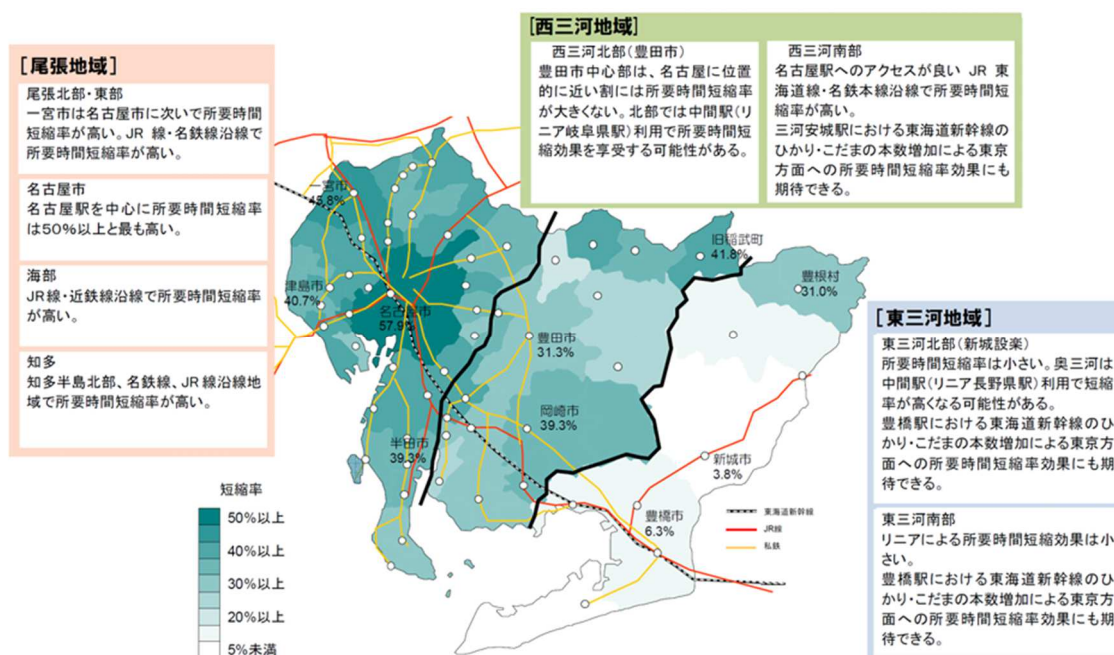 [尾張地域]
尾張北部・東部
一宮市は名古屋市に次いで所要時間
短縮率が高い。JR 線・名鉄線沿線で
所要時間短縮率が高い。
名古屋市
名古屋駅を中心に所要時間短縮率
は50%以上と最も高い。
海部
JR線・近鉄線沿線で所要時間短縮率
が高い。
知多
知多半島北部、名鉄線、JR線沿線地
域で所要時間短縮率が高い。
[西三河地域]
西三河北部(豊田市)
豊田市中心部は、名古屋に位置
的に近い割には所要時間短縮率
が大きくない。北部では中間駅(リ
ニア岐阜県駅)利用で所要時間短
縮効果を享受する可能性がある。
西三河南部
名古屋駅へのアクセスが良い JR 東
海道線・名鉄本線沿線で所要時間短
縮率が高い。
三河安城駅における東海道新幹線の
ひかり・こだまの本数増加による東京
方面への所要時間短縮率効果にも
期待できる。
[東三河地域]
東三河北部(新城設楽)
所要時間短縮率は小さい。奥三河は
中間駅(リニア長野県駅)利用で短縮
率が高くなる可能性がある。
豊橋駅における東海道新幹線のひ
かり・こだまの本数増加による東京方
面への所要時間短縮率効果にも期
待できる。
東三河南部
リニアによる所要時間短縮効果は小
さい。
豊橋駅における東海道新幹線のひ
かり・こだまの本数増加による東京方
面への所要時間短縮率効果にも期
待できる。
一宮市
45.8%
津島市
40.7%
名古屋市
57.9%
旧稲武町
41.8%
豊根村
31.0%
豊田市
31.3%
岡崎市
39.3%
半田市
39.3%
新城市
3.8%
豊橋市
6.3%
東海道新幹線
JR線
私鉄
短縮率
50%以上
40%以上
30%以上
20%以上
5%未満